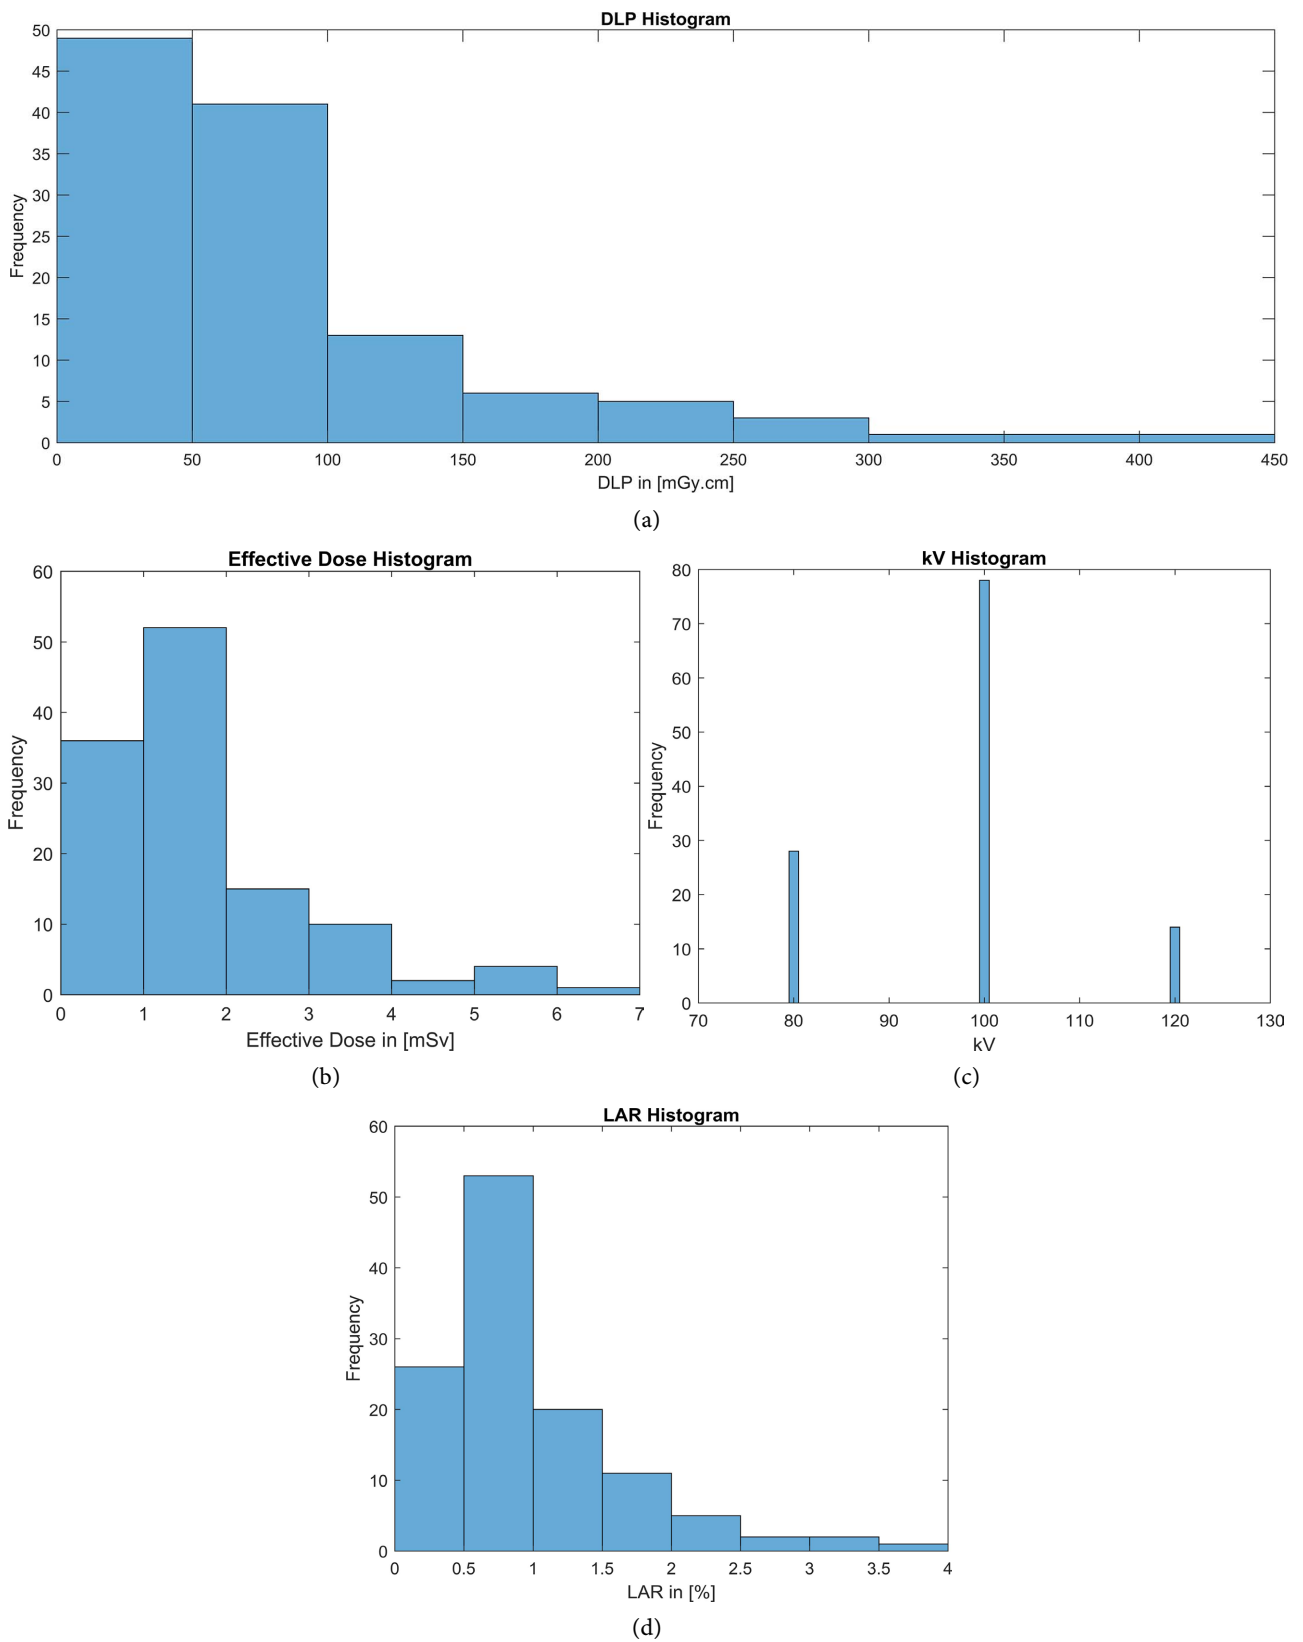 DLP Histogram
50
45
40
35
30
25
20
15
10
5
0
Frequency
0 50 100 150 200 250 300 350 400 450
DLP in [mGy.cm]
(a)
Effective Dose Histogram
60
50
40
30
20
10
0
Frequency
0 1 2 3 4 5 6 7
Effective Dose in [mSv]
(b)
kV Histogram
80
70
60
50
40
30
20
10
0
Frequency
70 80 90 100 110 120 130
kV
(c)
LAR Histogram
60
50
40
30
20
10
0
Frequency
0 0.5 1 1.5 2 2.5 3 3.5 4
LAR in [%]
(d)